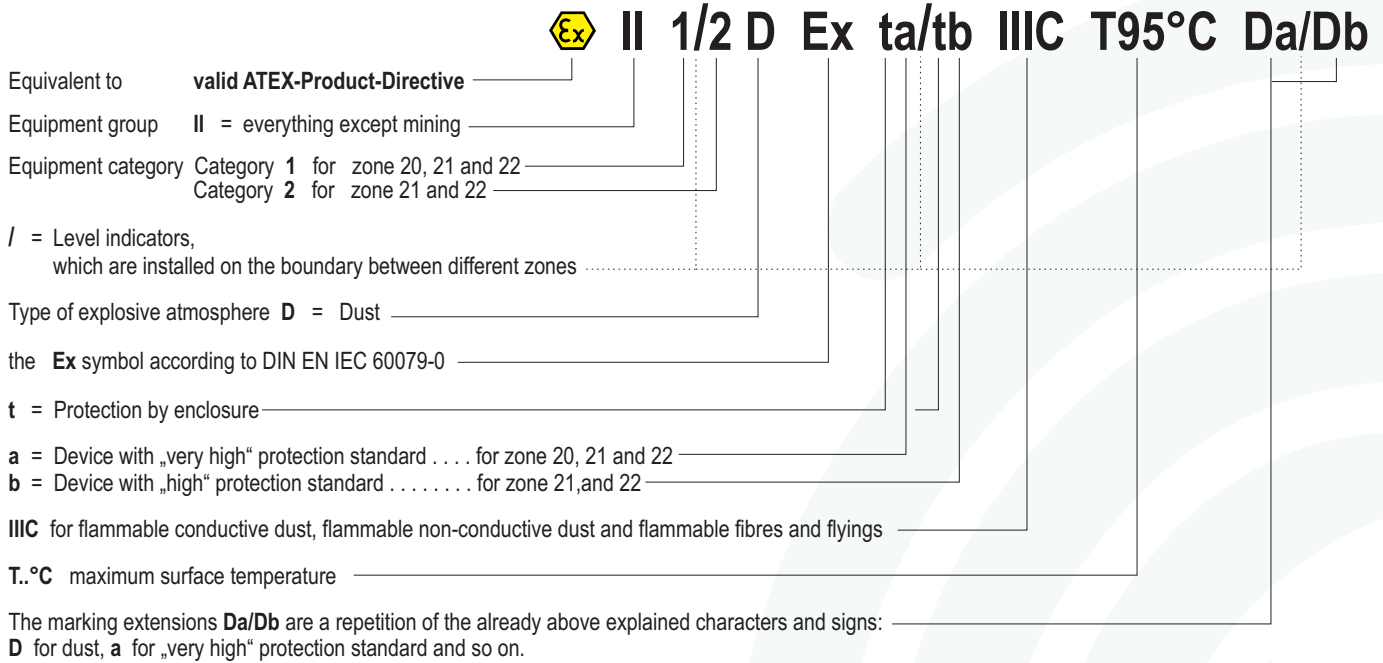 Ex II 1/2 D Ex ta/tb IIIC T95°C Da/Db
Equivalent to valid ATEX-Product-Directive
Equipment group II = everything except mining
Equipment category Category 1 for zone 20, 21 and 22
Category 2 for zone 21 and 22
/ = Level indicators,
which are installed on the boundary between different zones
Type of explosive atmosphere D = Dust
the Ex symbol according to DIN EN IEC 60079-0
t = Protection by enclosure
a = Device with „very high“ protection standard . . . . for zone 20, 21 and 22
b = Device with „high“ protection standard . . . . . . . . for zone 21,and 22
IIIC for flammable conductive dust, flammable non-conductive dust and flammable fibres and flyings
T..°C maximum surface temperature
The marking extensions Da/Db are a repetition of the already above explained characters and signs:
D for dust, a for „very high“ protection standard and so on.